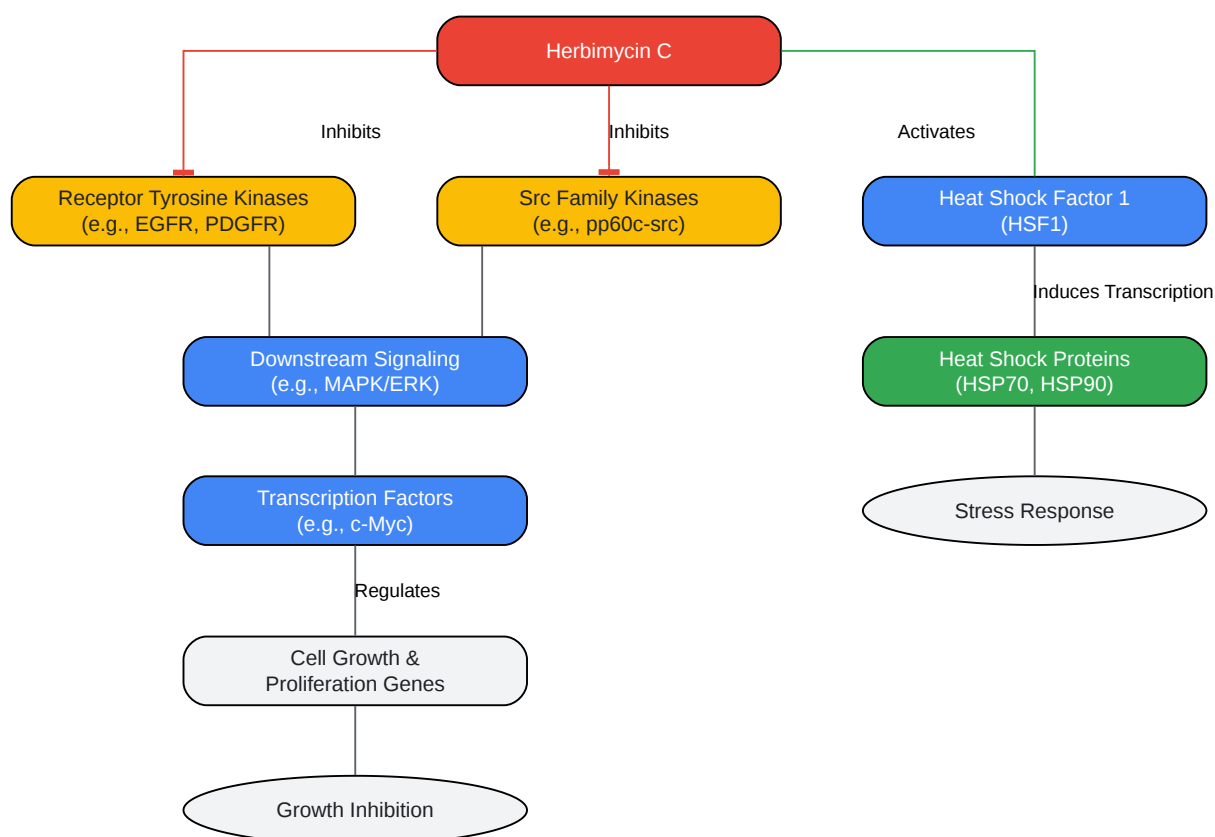 Herbimycin C
Inhibits
Inhibits
Activates
Receptor Tyrosine Kinases
(e.g., EGFR, PDGFR)
Src Family Kinases
(e.g., pp60c-src)
Heat Shock Factor 1
(HSF1)
Induces Transcription
Downstream Signaling
(e.g., MAPK/ERK)
Heat Shock Proteins
(HSP70, HSP90)
Transcription Factors
(e.g., c-Myc)
Stress Response
Regulates
Cell Growth &
Proliferation Genes
Growth Inhibition